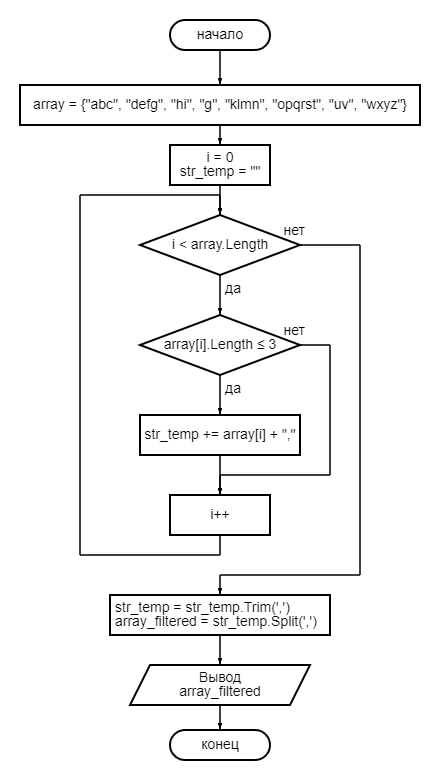 начало
array = {"abc", "defg", "hi", "g", "klmn", "opqrst", "uv", "wxyz"}
i = 0
str_temp = ""
i < array.Length
нет
да
array[i].Length ≤ 3
нет
да
str_temp += array[i] + ","
i++
str_temp = str_temp.Trim(',')
array_filtered = str_temp.Split(',')
Вывод
array_filtered
конец